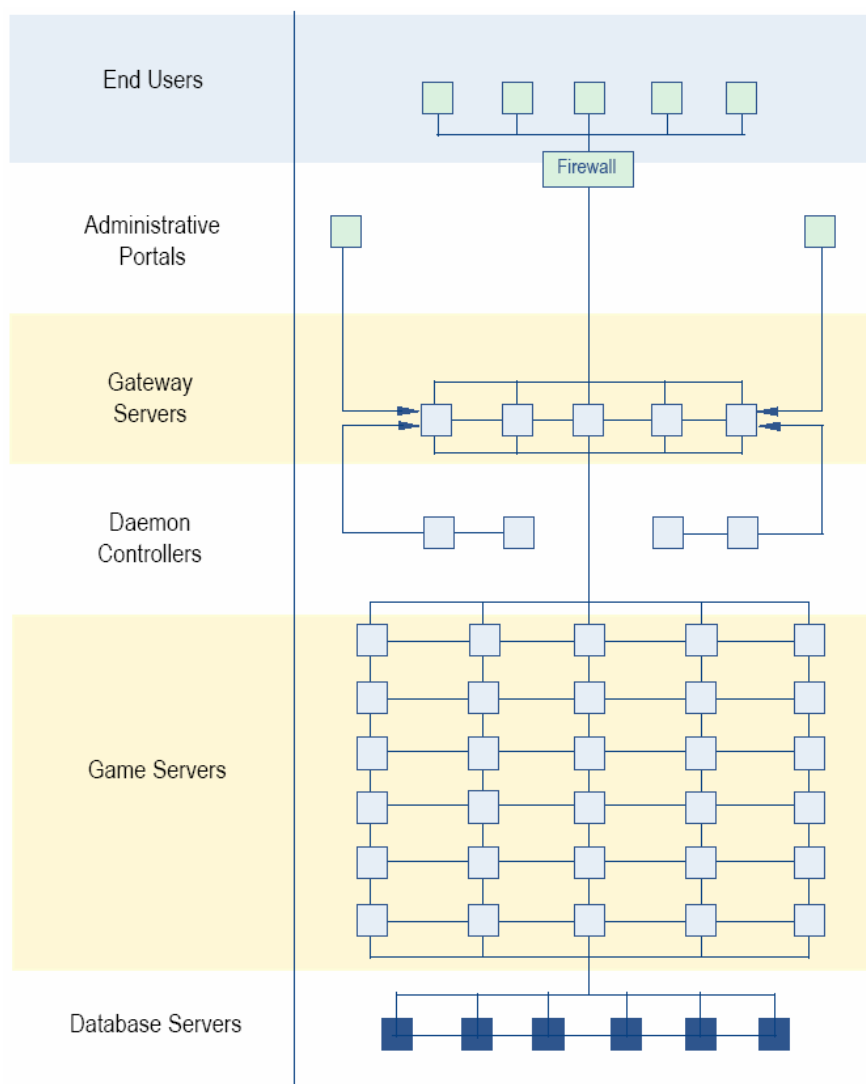 End Users
Firewall
Administrative
Portals
Gateway
Servers
Daemon
Controllers
Game Servers
Database Servers